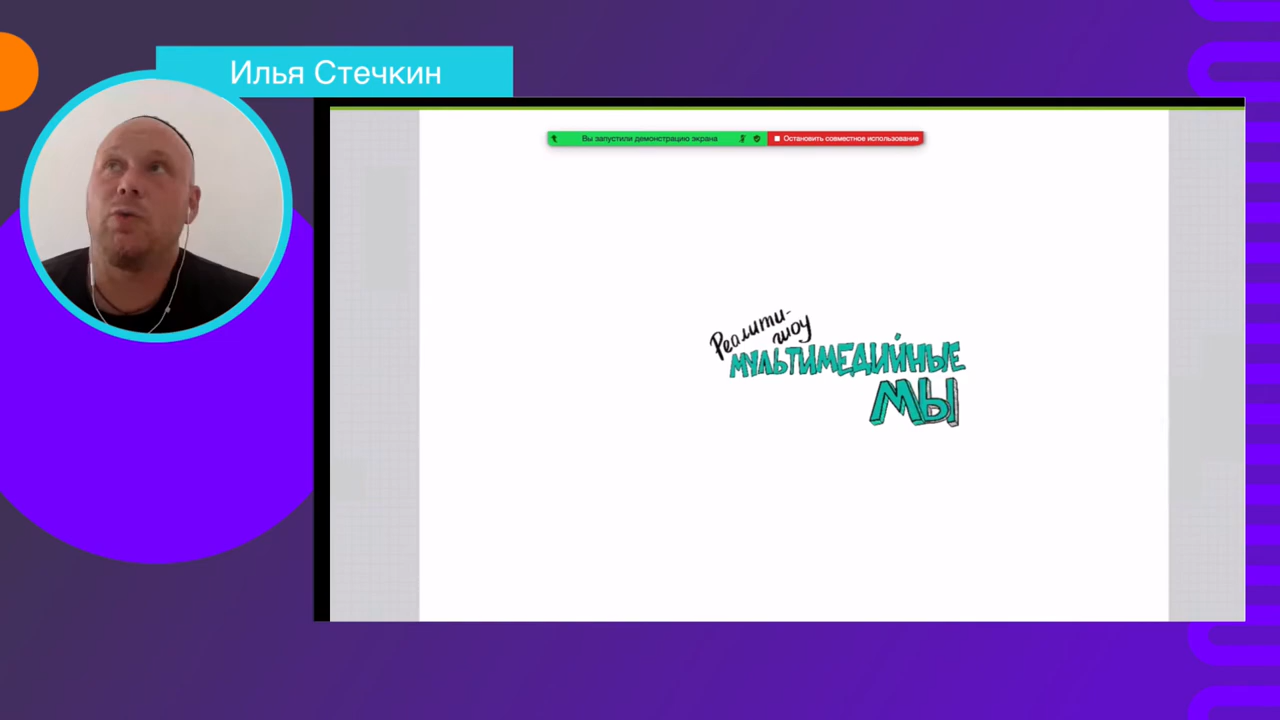 Илья Стечкин
Вы запустили демонстрацию экрана
Остановить совместное использование
Реалити-
шоу
МУЛЬТИМЕДИЙНЫЕ
МЫ